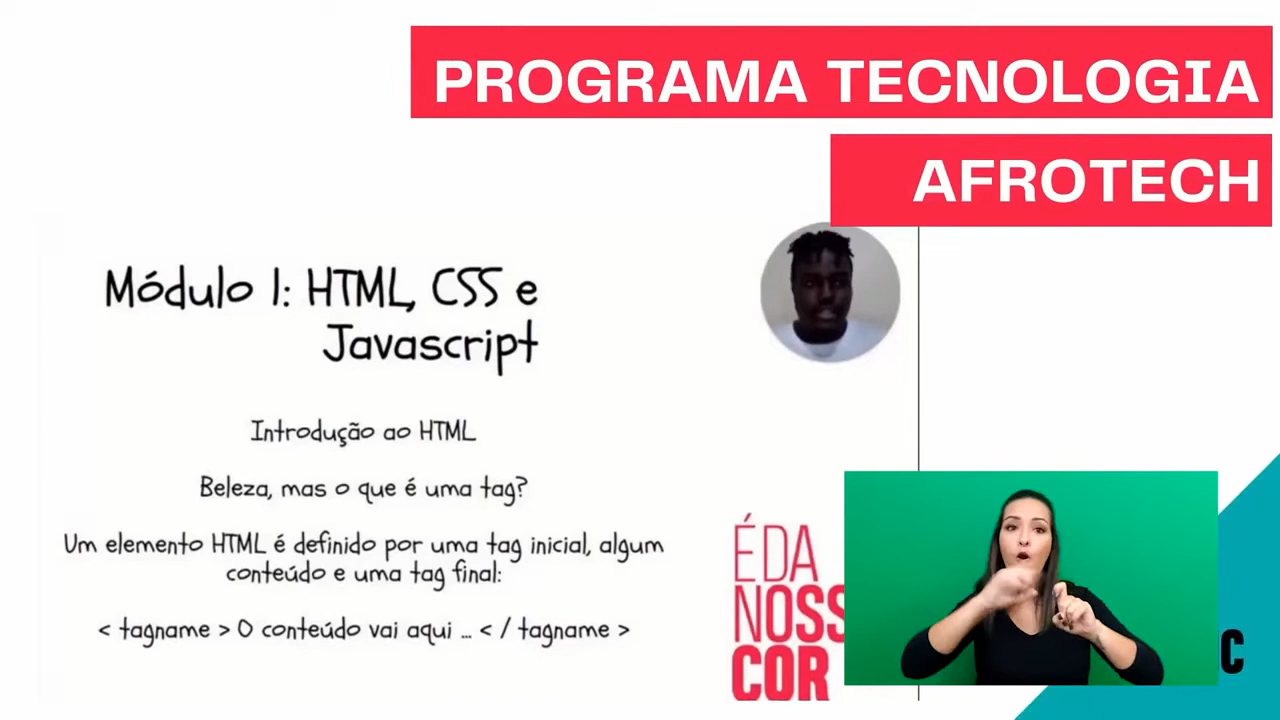 PROGRAMA TECNOLOGIA
AFROTECH
Módulo 1: HTML, CSS e
Javascript
Introdução ao HTML
Beleza, mas o que é uma tag?
Um elemento HTML é definido por uma tag inicial, algum
conteúdo e uma tag final:
< tagname > O conteúdo vai aqui ... < / tagname >
É DA
NOSS
COR
C